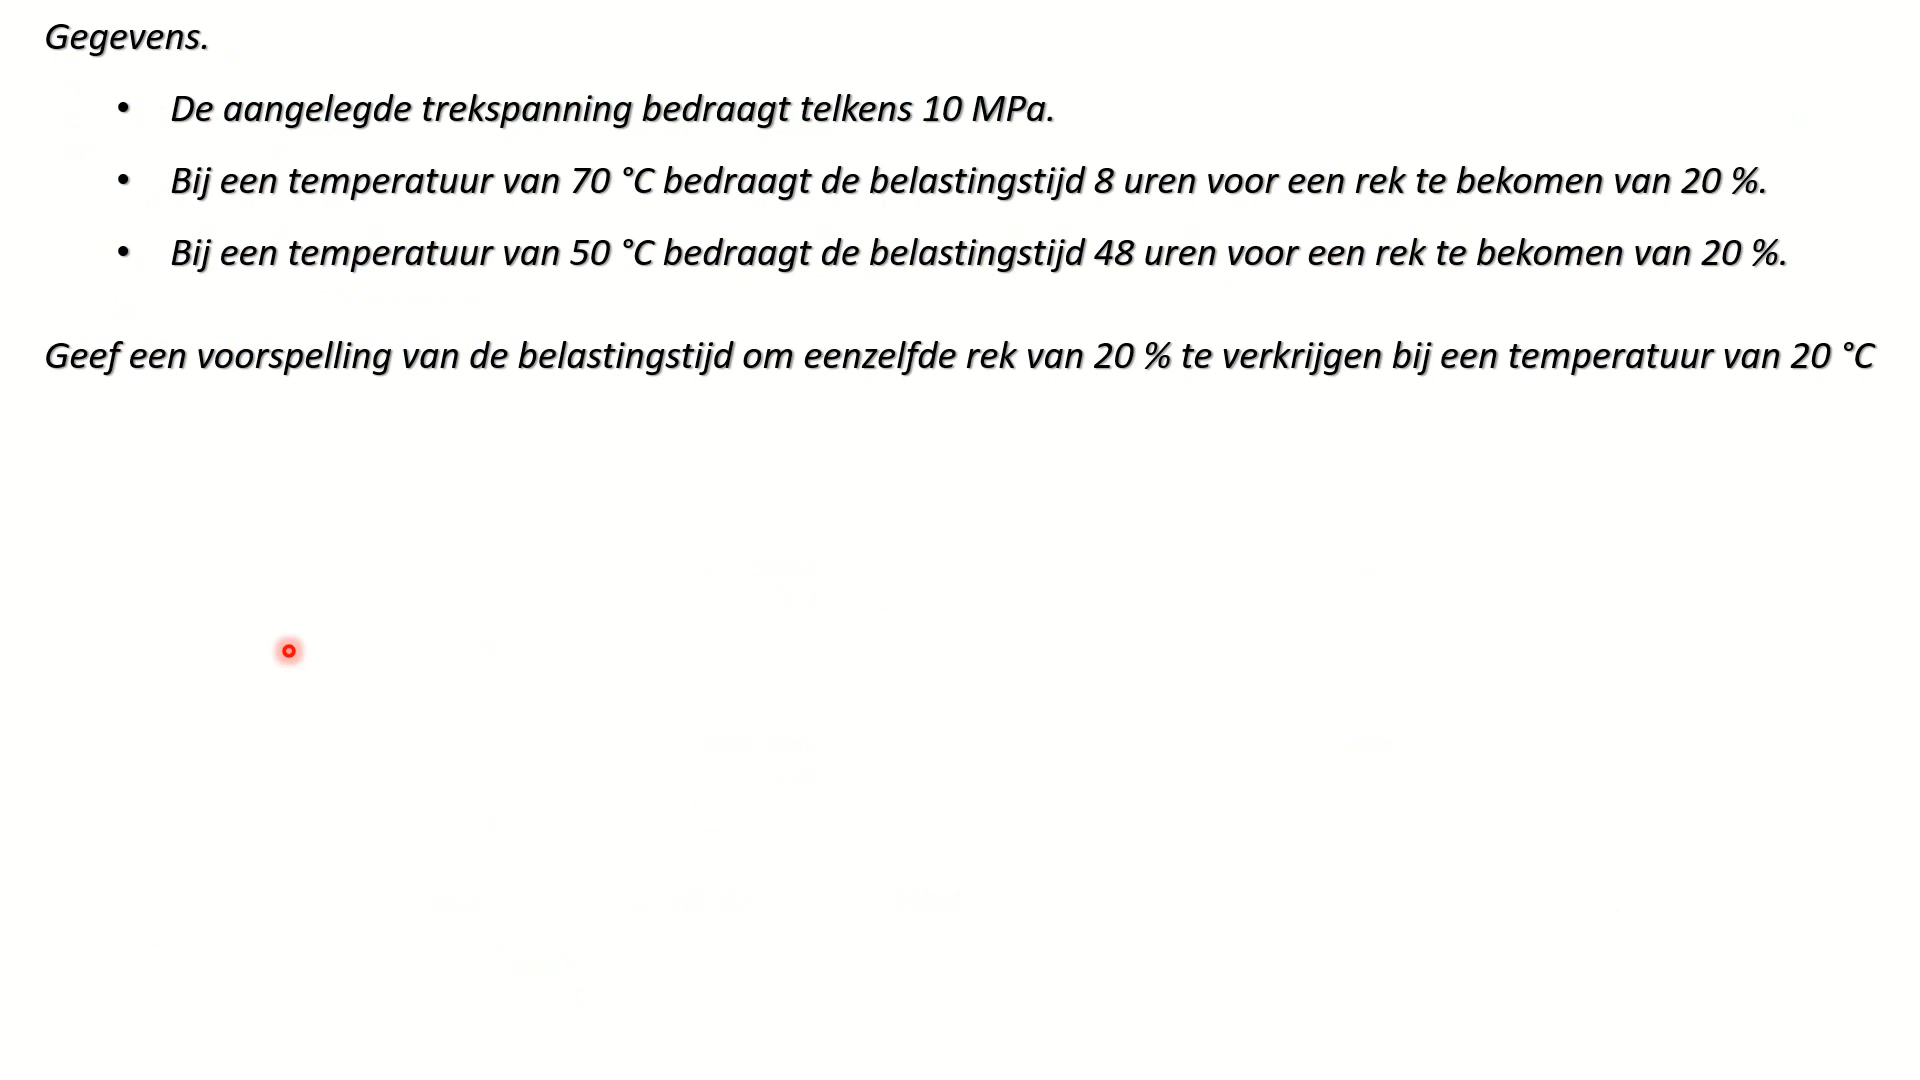 Gegevens.
• De aangelegde trekspanning bedraagt telkens 10 MPa.
• Bij een temperatuur van 70 °C bedraagt de belastingstijd 8 uren voor een rek te bekomen van 20 %.
• Bij een temperatuur van 50 °C bedraagt de belastingstijd 48 uren voor een rek te bekomen van 20 %.
Geef een voorspelling van de belastingstijd om eenzelfde rek van 20 % te verkrijgen bij een temperatuur van 20 °C